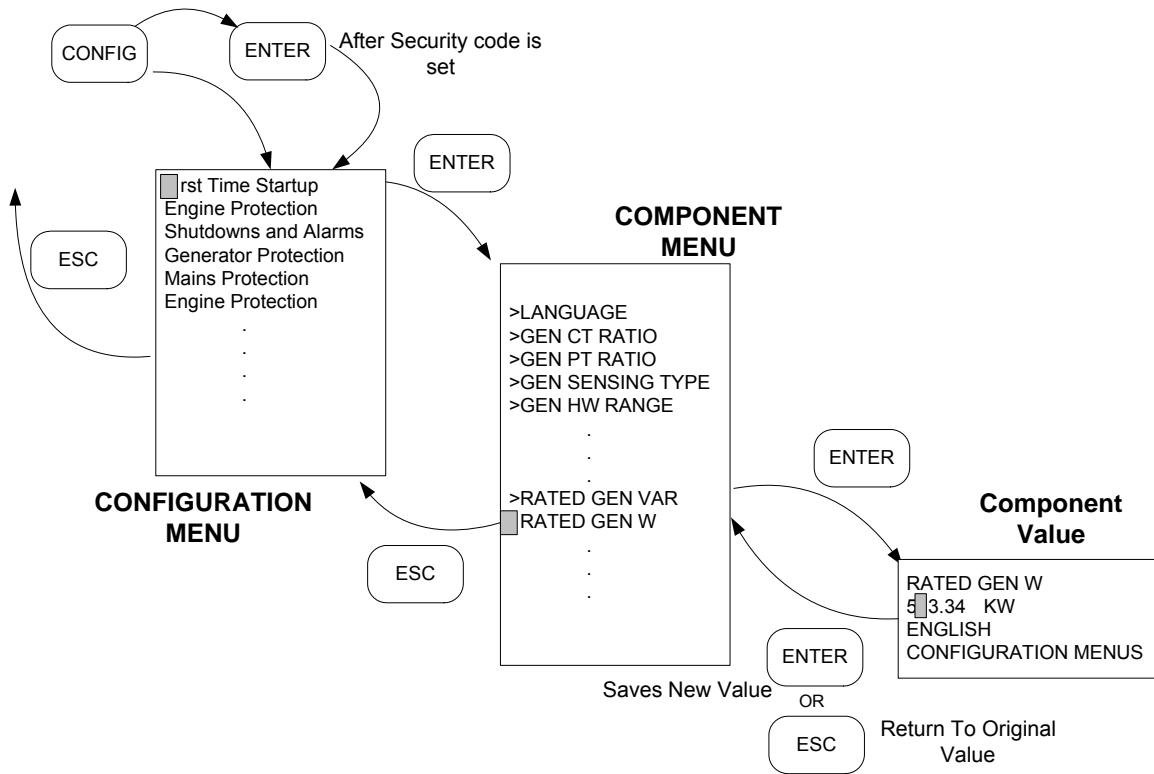 CONFIG
ENTER
After Security code is
set
ENTER
rst Time Startup
Engine Protection
Shutdowns and Alarms
Generator Protection
Mains Protection
Engine Protection
.
.
.
.
ESC
CONFIGURATION
MENU
COMPONENT
MENU
>LANGUAGE
>GEN CT RATIO
>GEN PT RATIO
>GEN SENSING TYPE
>GEN HW RANGE
.
.
.
>RATED GEN VAR
RATED GEN W
.
.
.
ESC
ENTER
Component
Value
RATED GEN W
5 3.34 KW
ENGLISH
CONFIGURATION MENUS
Saves New Value
ENTER
OR
ESC
Return To Original
Value